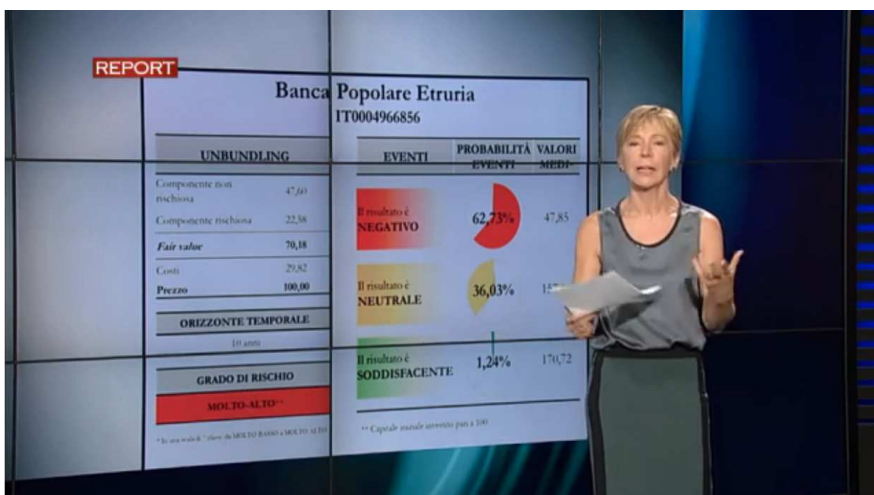 REPORT
Banca Popolare Etruria
IT0004966856
UNBUNDLING
Componente non
rischiosa 47,60
Componente rischiosa 22,58
Fair value 70,18
Costi 29,82
Prezzo 100,00
ORIZZONTE TEMPORALE
10 anni
GRADO DI RISCHIO
MOLTO-ALTO**
EVENTI PROBABILITÀ VALORI
EVENTI MEDI
Il risultato è
NEGATIVO 62,73% 47,85
Il risultato è
NEUTRALE 36,03%
Il risultato è
SODDISFACENTE 1,24% 170,72
** Capitale iniziale investito pari a 100